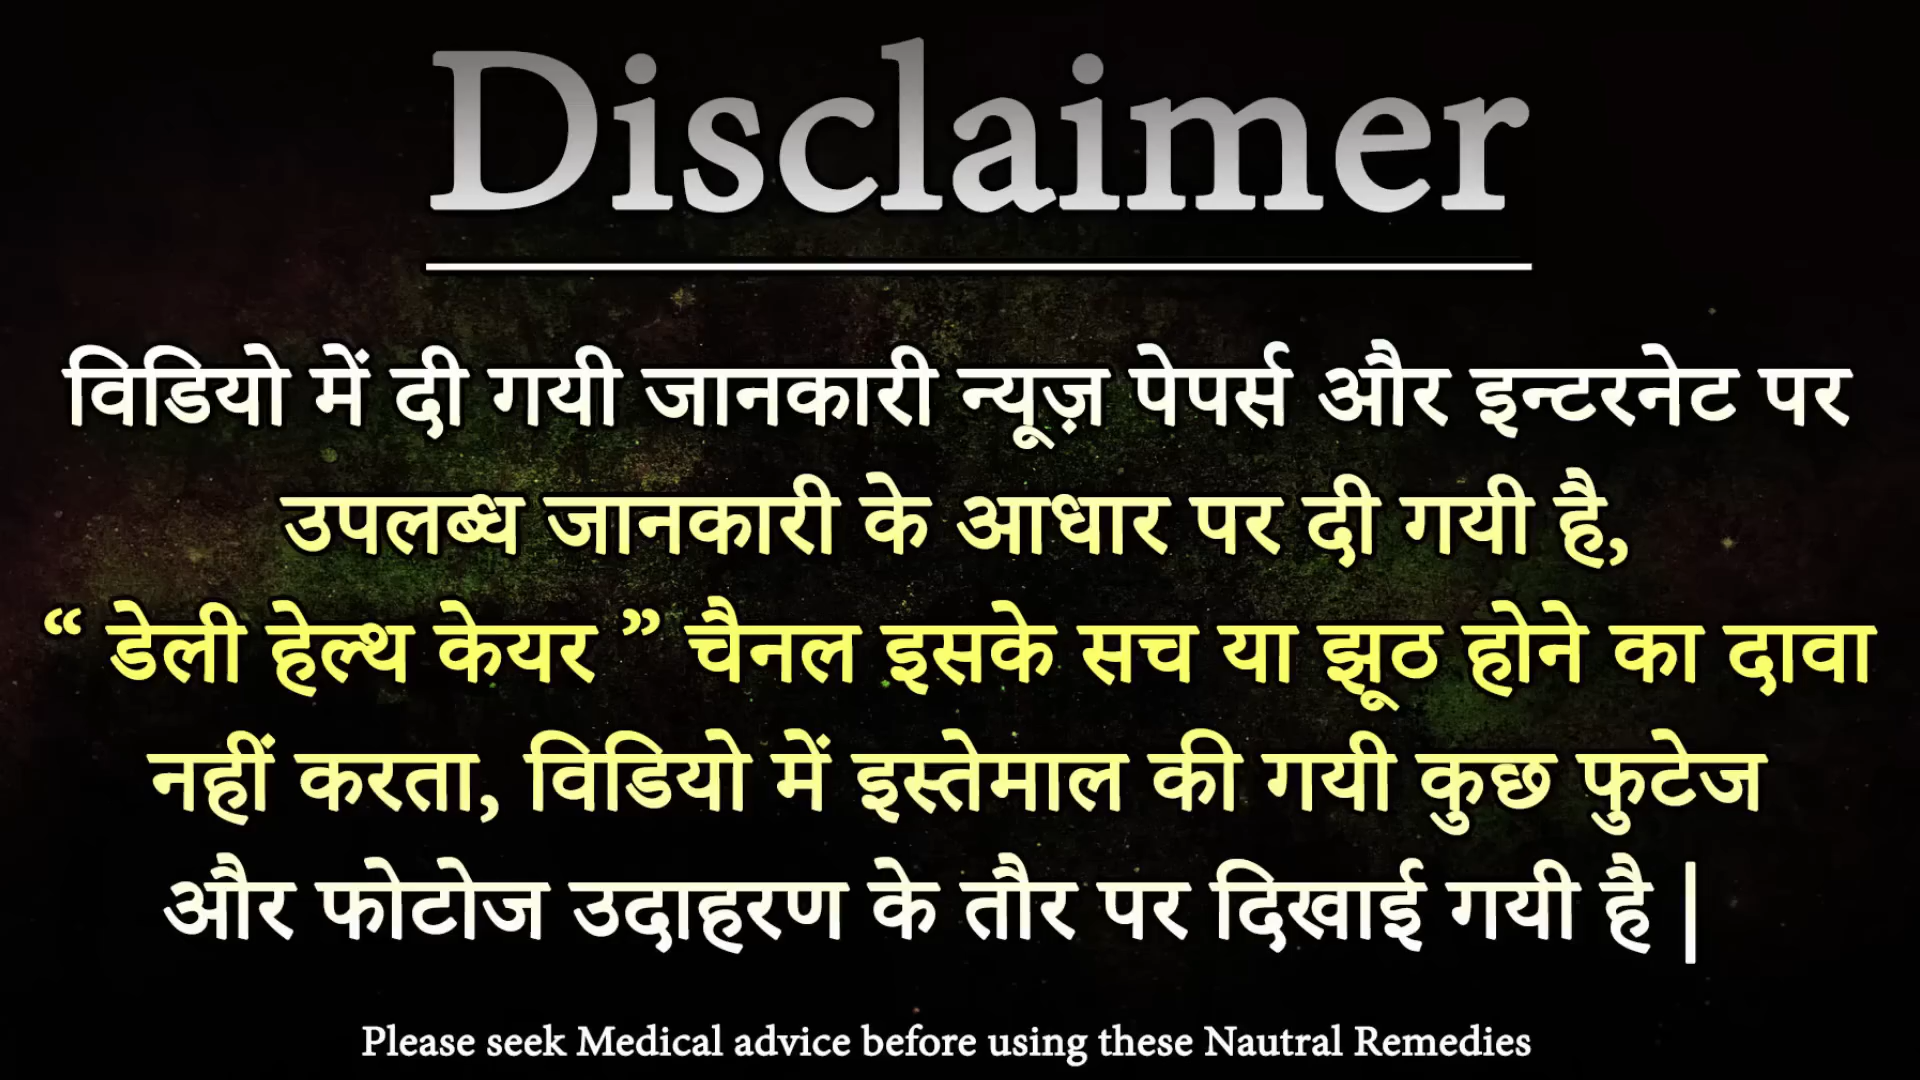 Disclaimer
विडियो में दी गयी जानकारी न्यूज़ पेपर्स और इन्टरनेट पर
उपलब्ध जानकारी के आधार पर दी गयी है,
“ डेली हेल्थ केयर ” चैनल इसके सच या झूठ होने का दावा
नहीं करता, विडियो में इस्तेमाल की गयी कुछ फुटेज
और फोटोज उदाहरण के तौर पर दिखाई गयी है |
Please seek Medical advice before using these Nautral Remedies